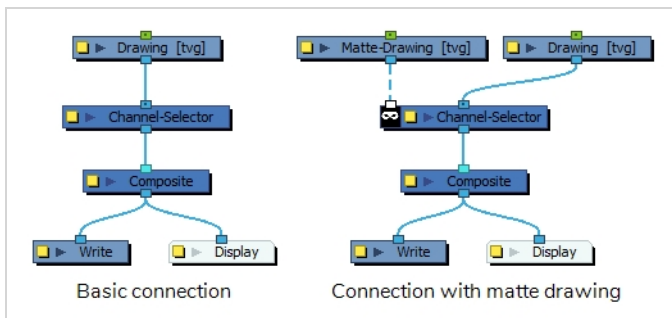 Drawing [tvg]
Channel-Selector
Composite
Write
Display
Basic connection
Matte-Drawing [tvg]
Drawing [tvg]
Channel-Selector
Composite
Write
Display
Connection with matte drawing